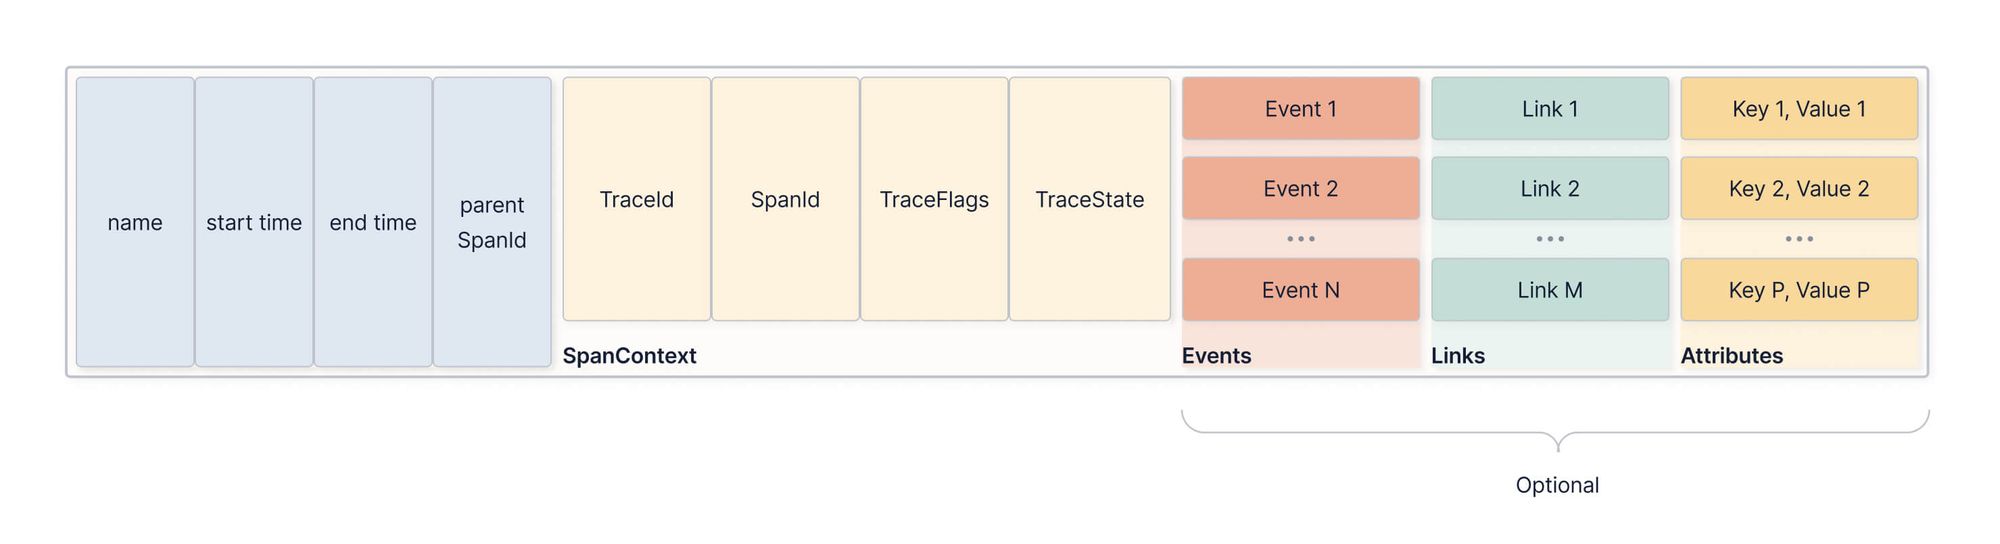 name
start time
end time
parent
SpanId
TraceId
SpanId
TraceFlags
TraceState
SpanContext
Event 1
Event 2
...
Event N
Events
Link 1
Link 2
...
Link M
Links
Key 1, Value 1
Key 2, Value 2
...
Key P, Value P
Attributes
Optional